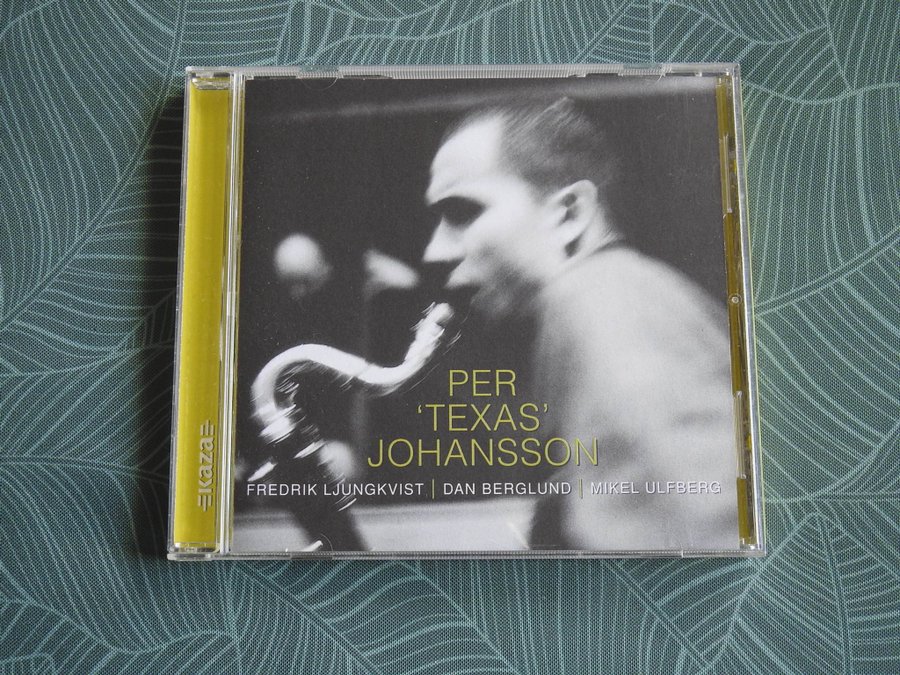 PER
'TEXAS'
JOHANSSON
FREDRIK LJUNGKVIST | DAN BERGLUND | MIKEL ULFBERG
Kaza